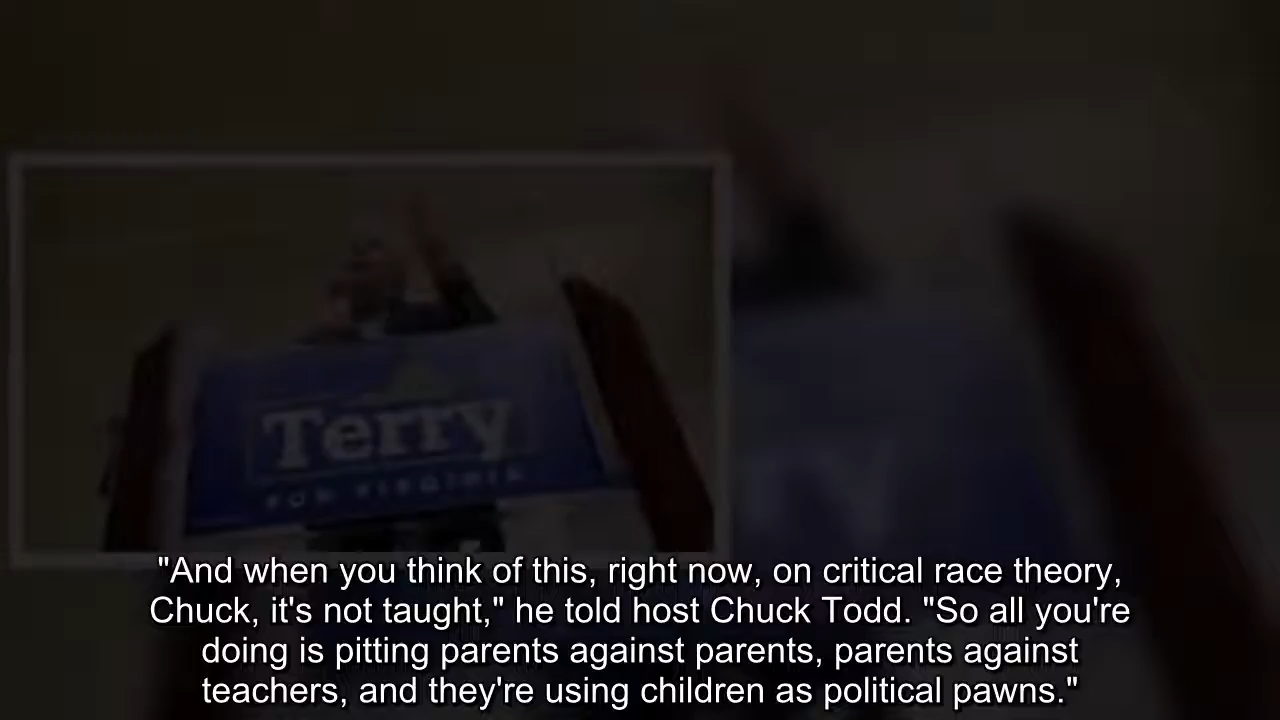 Terry
FOR VIRGINIA
"And when you think of this, right now, on critical race theory,
Chuck, it's not taught," he told host Chuck Todd. "So all you're
doing is pitting parents against parents, parents against
teachers, and they're using children as political pawns."